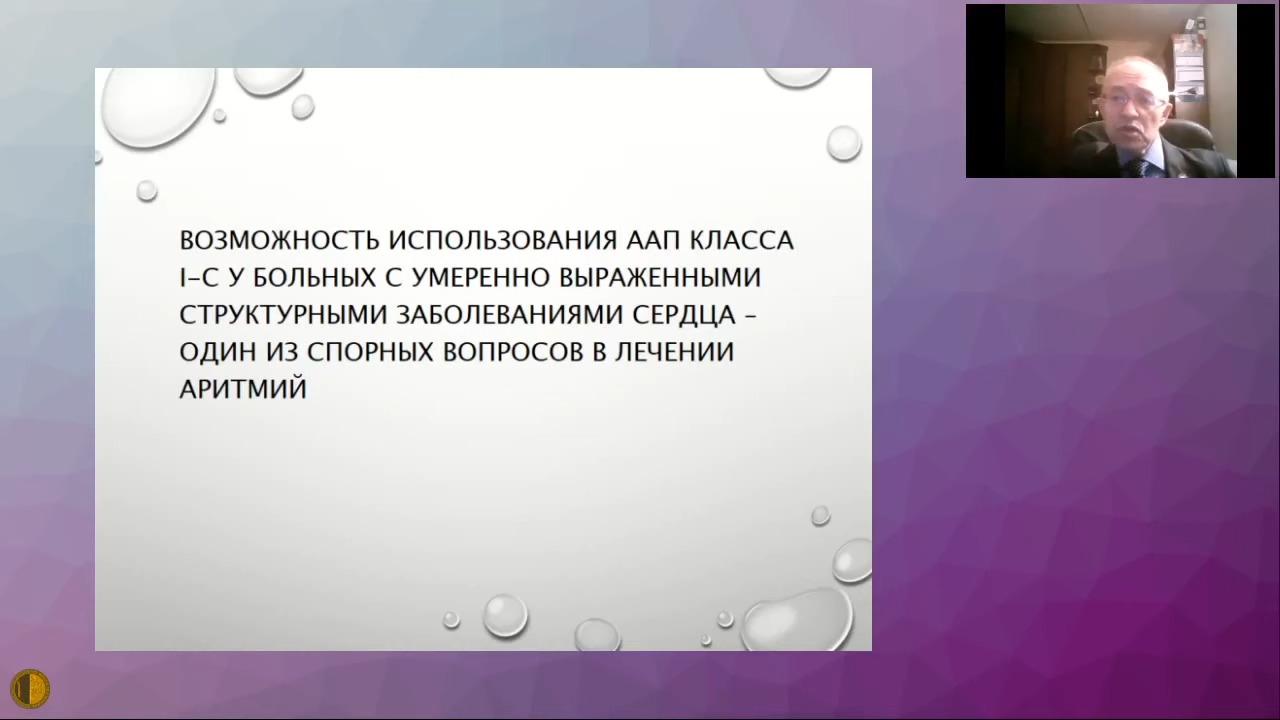 ВОЗМОЖНОСТЬ ИСПОЛЬЗОВАНИЯ ААП КЛАССА
I-C У БОЛЬНЫХ С УМЕРЕННО ВЫРАЖЕННЫМИ
СТРУКТУРНЫМИ ЗАБОЛЕВАНИЯМИ СЕРДЦА –
ОДИН ИЗ СПОРНЫХ ВОПРОСОВ В ЛЕЧЕНИИ
АРИТМИЙ